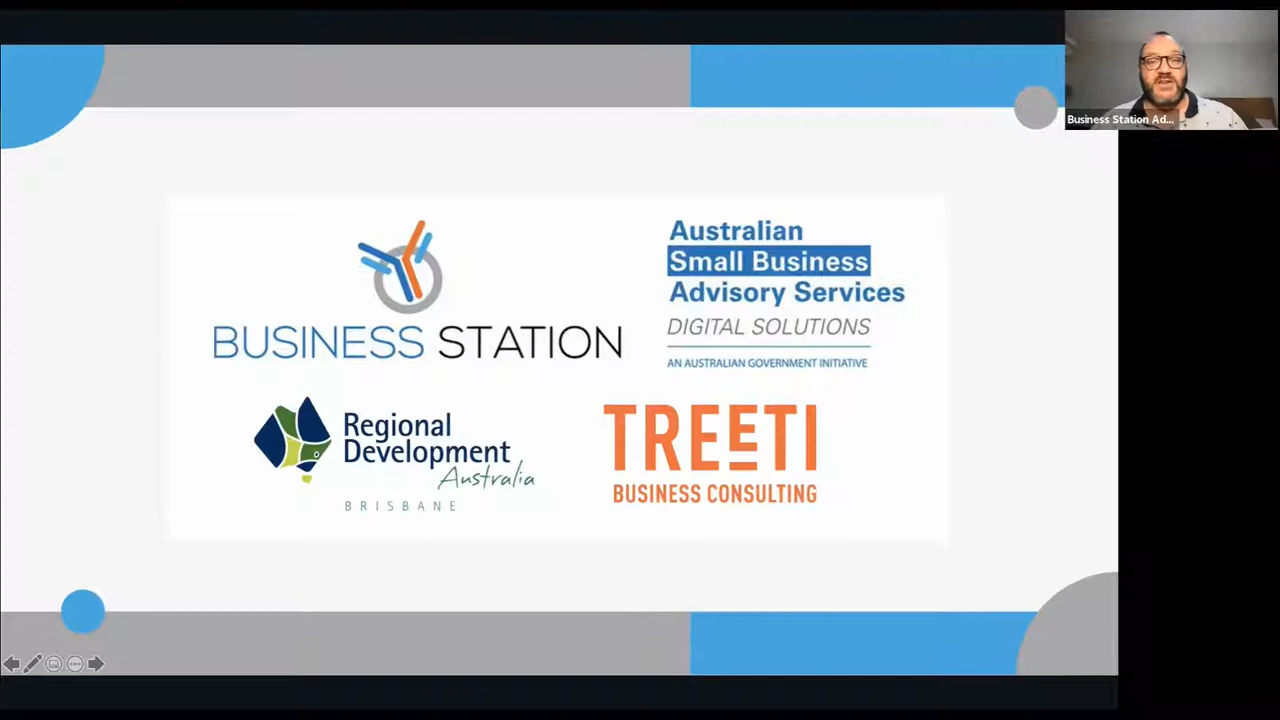 Business Station Ad...
BUSINESS STATION
Australian
Small Business
Advisory Services
DIGITAL SOLUTIONS
AN AUSTRALIAN GOVERNMENT INITIATIVE
Regional
Development
Australia
BRISBANE
TREETI
BUSINESS CONSULTING